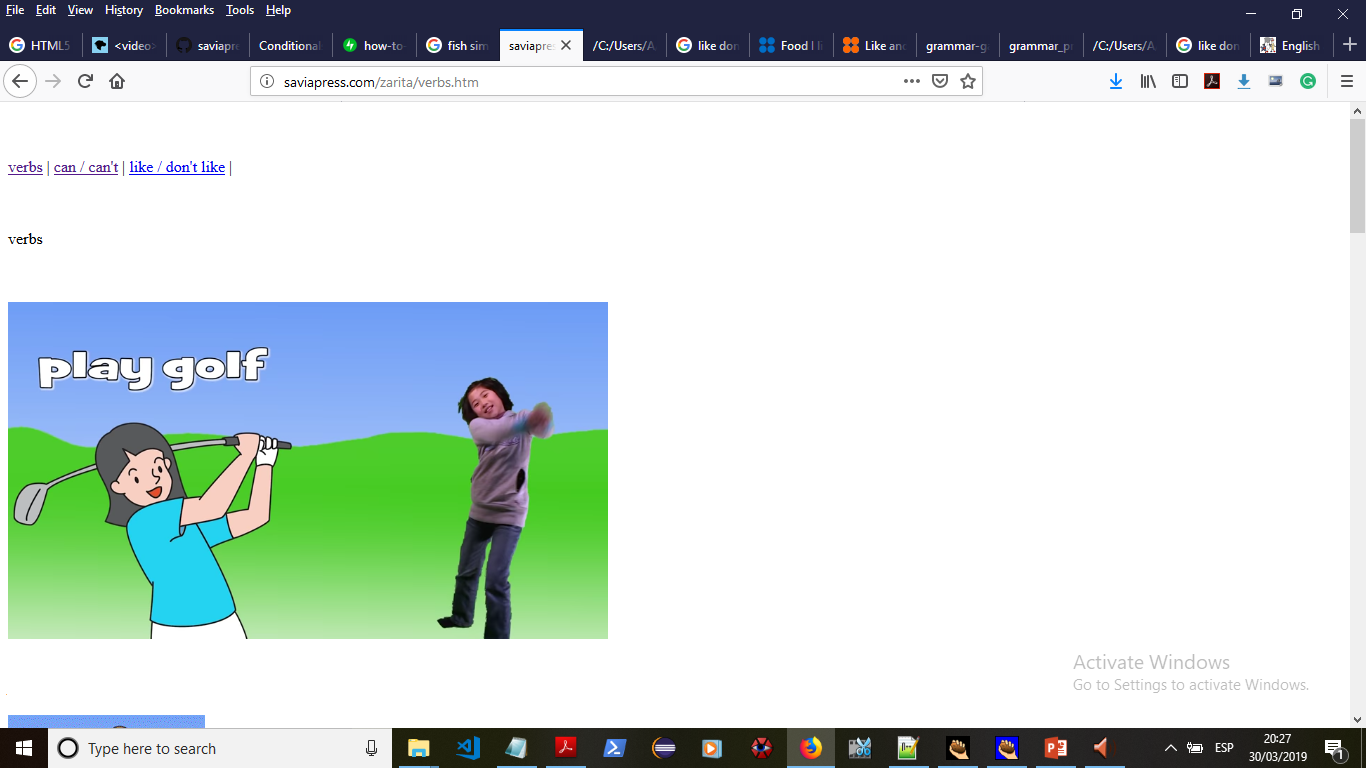 File Edit View History Bookmarks Tools Help
HTML5 <video> saviapre Conditional how-to- fish sim saviapres /C:/Users/A like don Food I li Like and grammar-g grammar_pr /C:/Users/A like don English
saviapress.com/zarita/verbs.htm
verbs | can / can't | like / don't like |
verbs
play golf
Activate Windows
Go to Settings to activate Windows.
Type here to search
ESP
20:27
30/03/2019
1